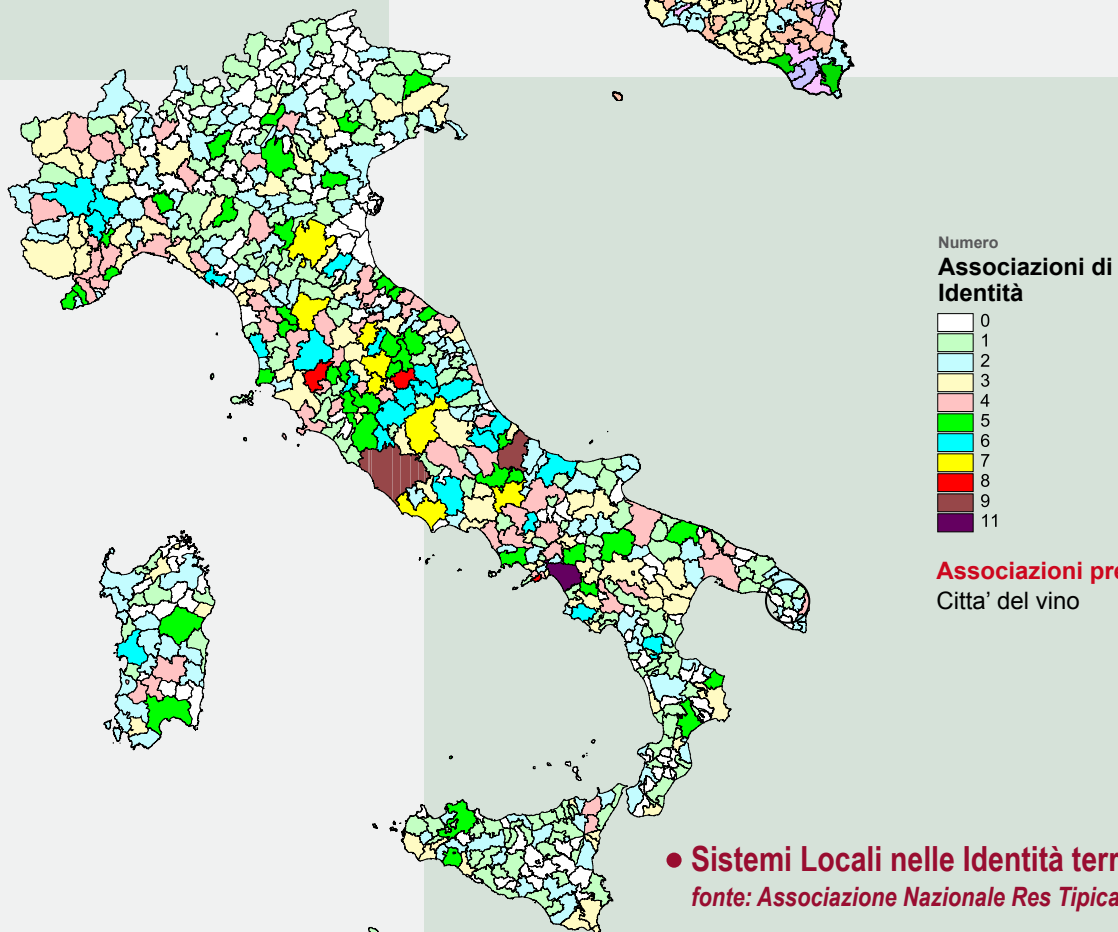 Numero
Associazioni di
Identità
0
1
2
3
4
5
6
7
8
9
11
Associazioni pre
Citta' del vino
• Sistemi Locali nelle Identità terr
fonte: Associazione Nazionale Res Tipica